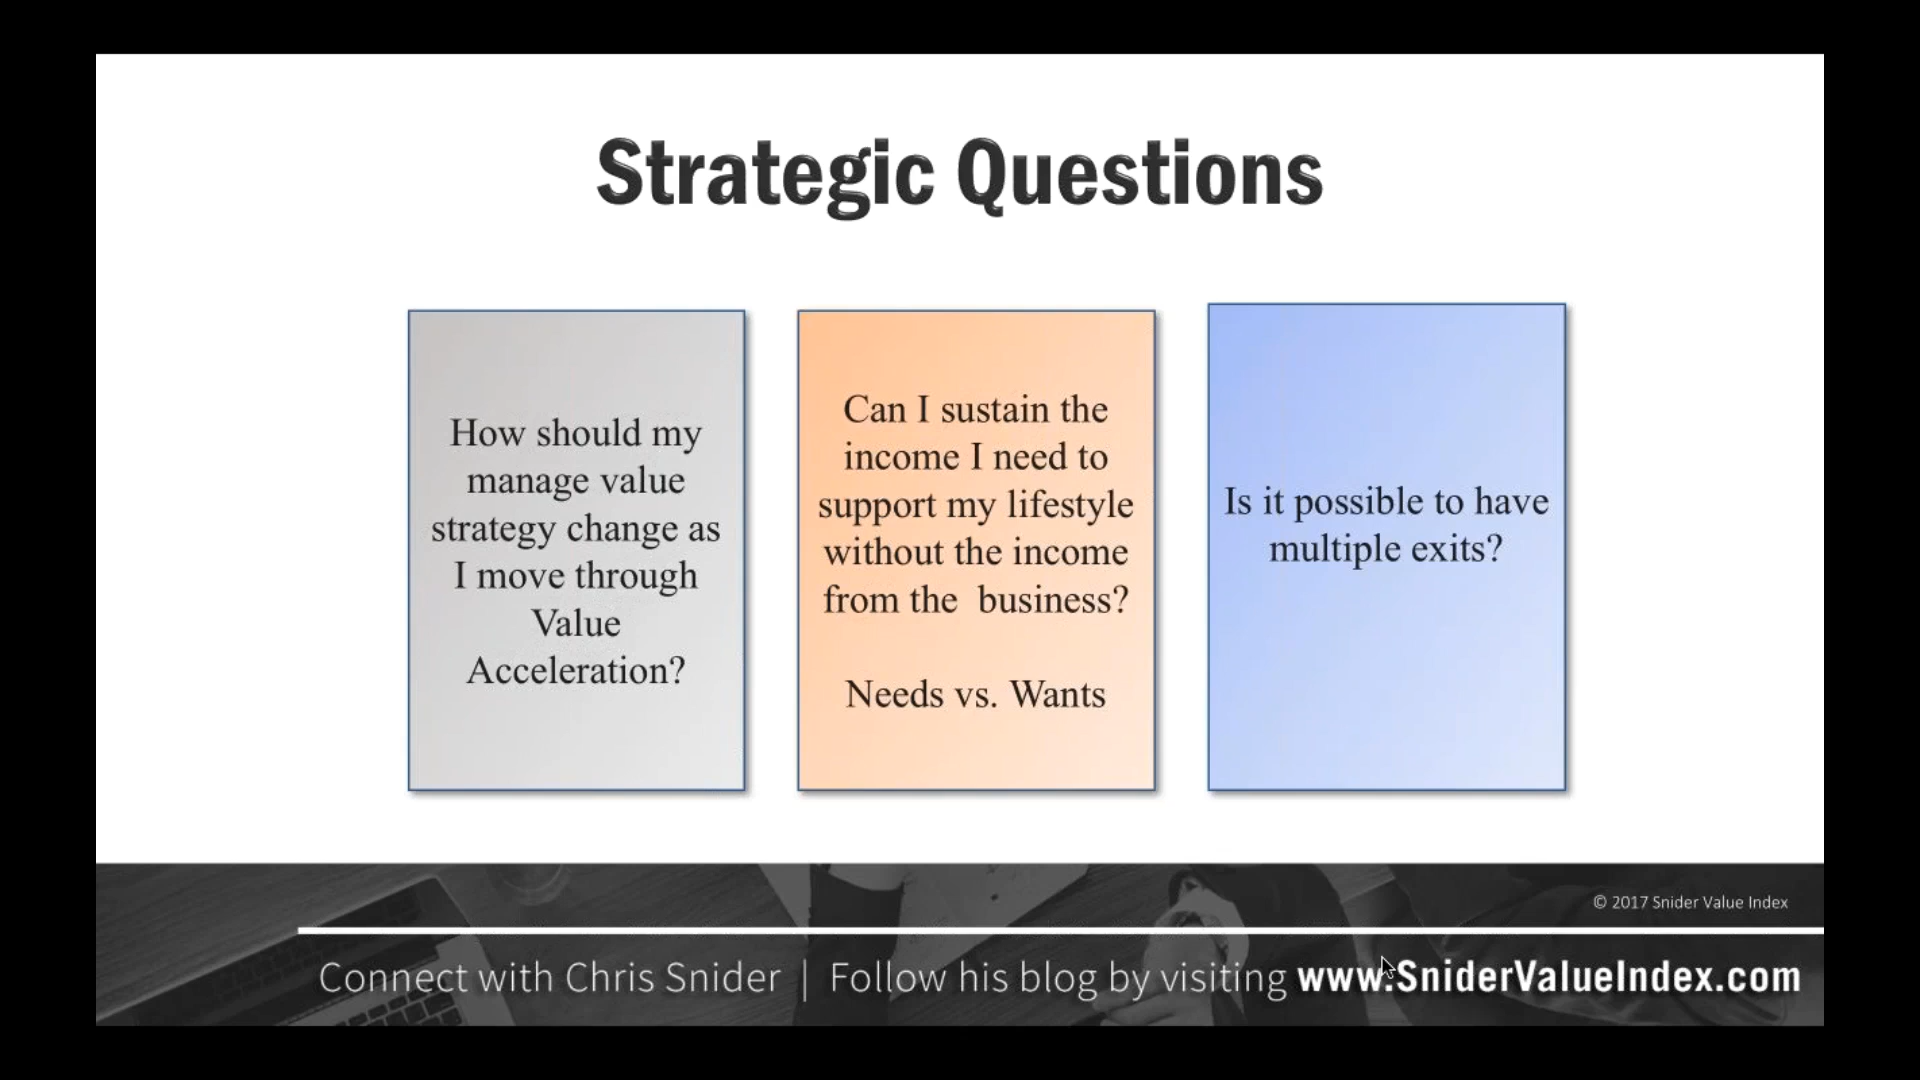 Strategic Questions
How should my
manage value
strategy change as
I move through
Value
Acceleration?
Can I sustain the
income I need to
support my lifestyle
without the income
from the  business?
Needs vs. Wants
Is it possible to have
multiple exits?
© 2017 Snider Value Index
Connect with Chris Snider | Follow his blog by visiting www.SniderValueIndex.com